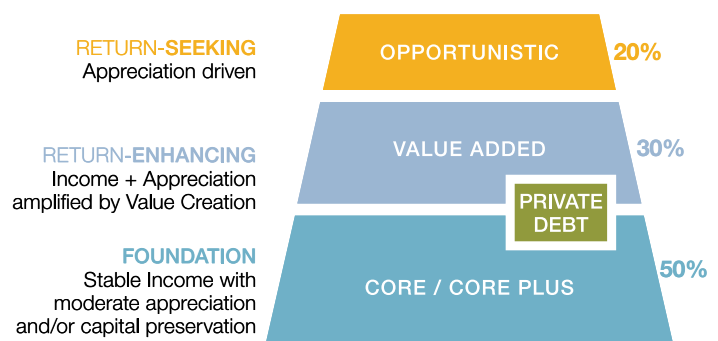 RETURN-SEEKING
Appreciation driven
OPPORTUNISTIC
20%
RETURN-ENHANCING
Income + Appreciation
amplified by Value Creation
VALUE ADDED
30%
PRIVATE
DEBT
FOUNDATION
Stable Income with
moderate appreciation
and/or capital preservation
CORE / CORE PLUS
50%